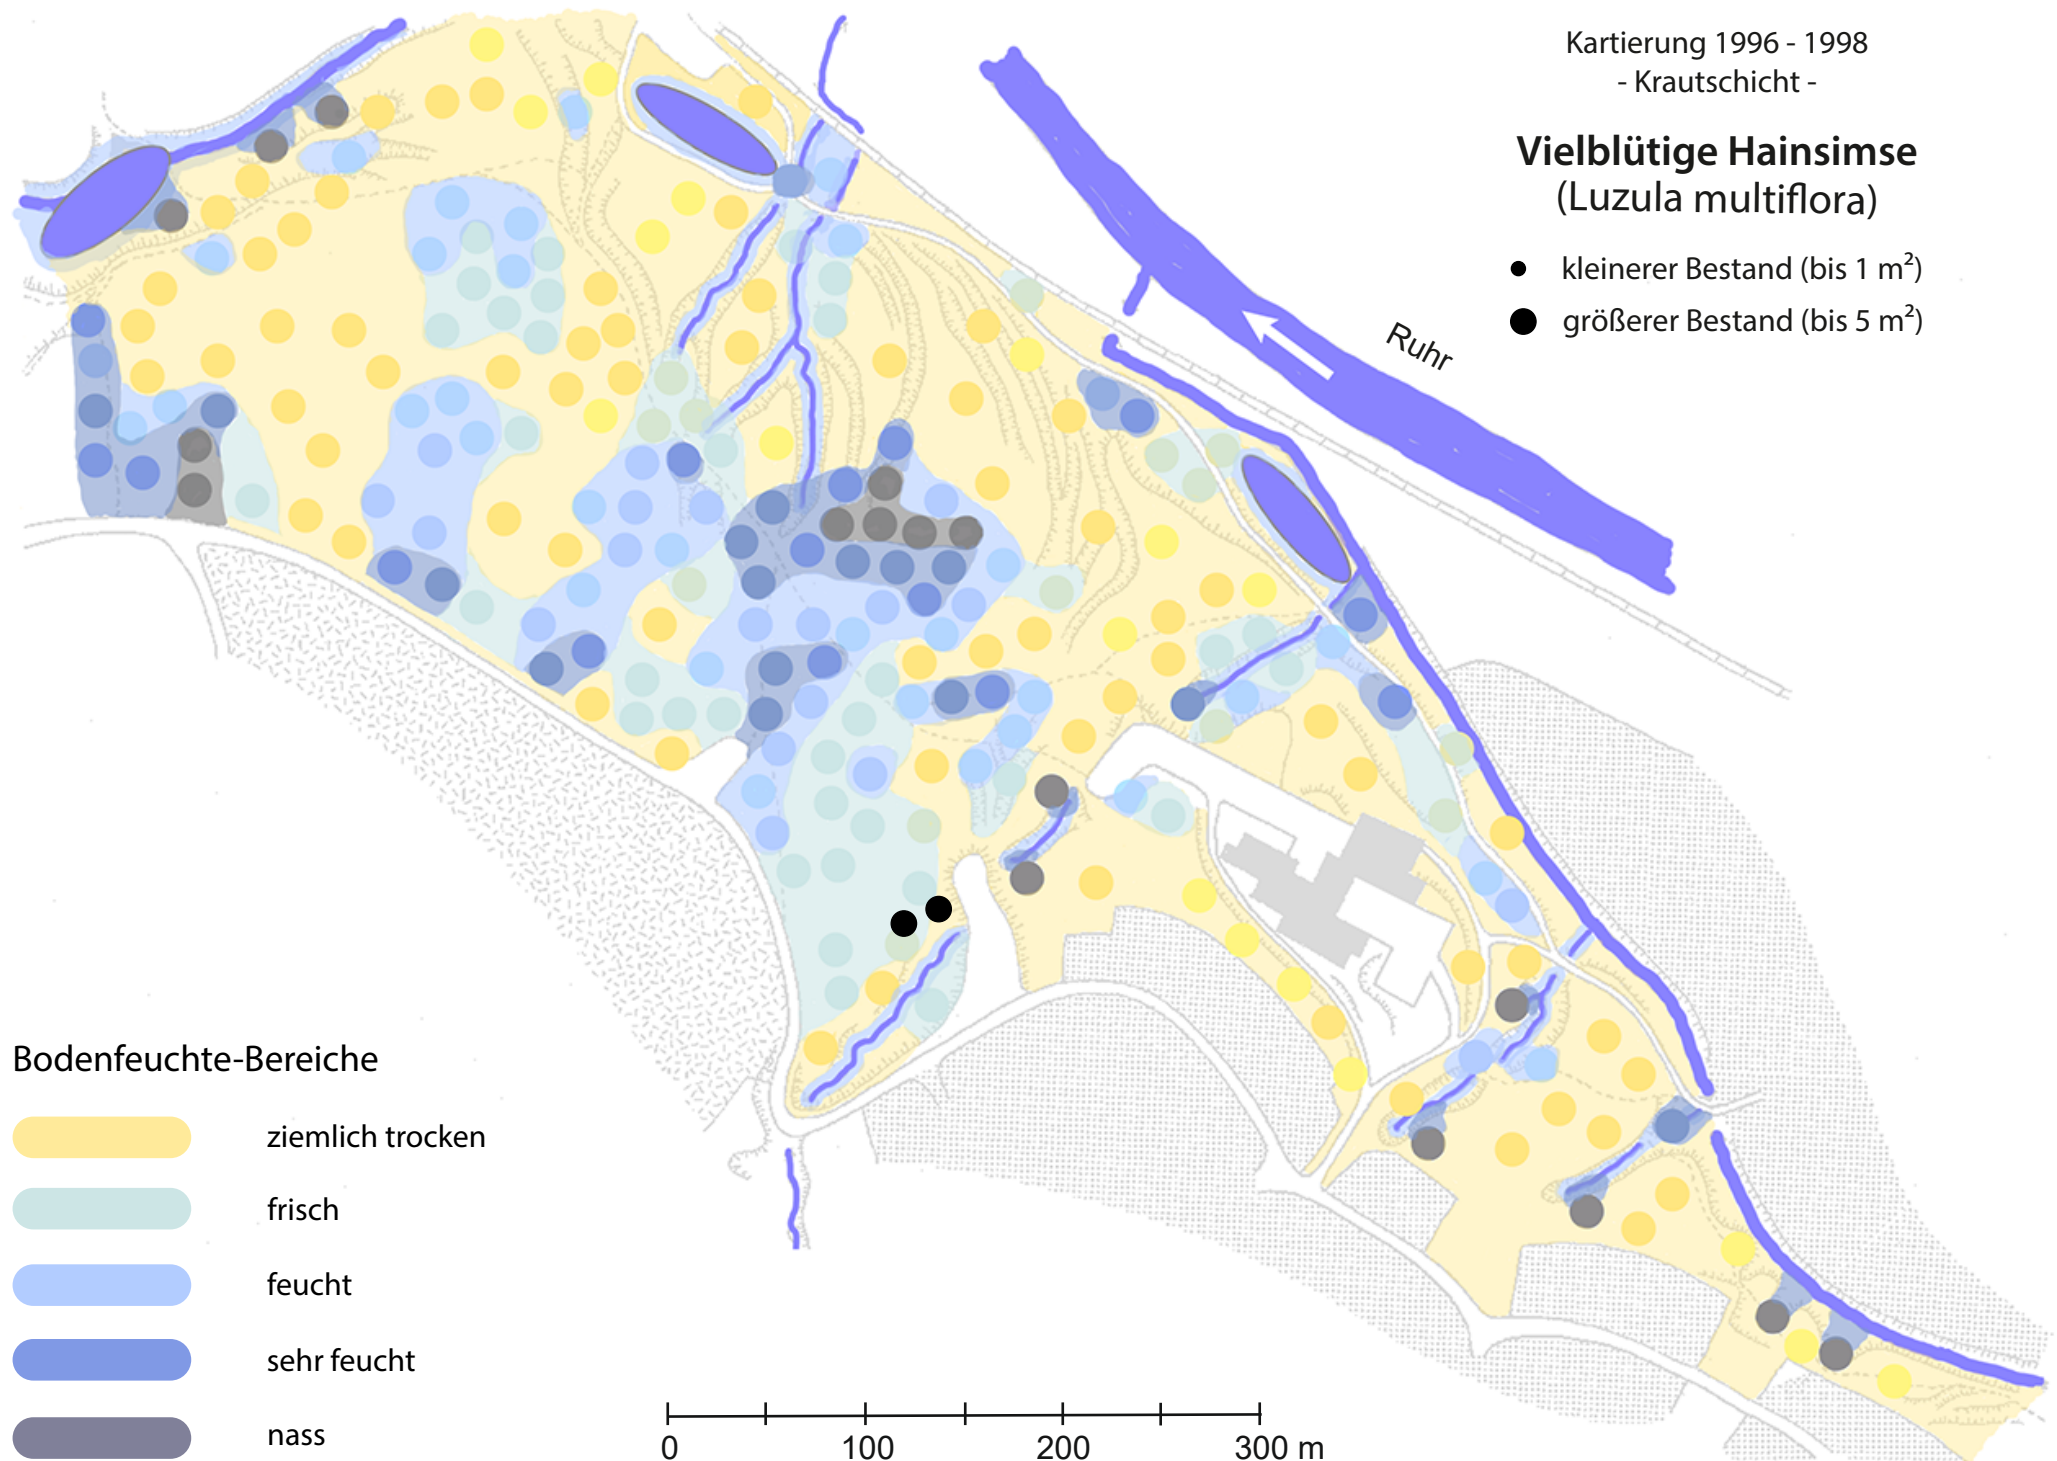 Kartierung 1996 - 1998
- Krautschicht -
Vielblütige Hainsimse
(Luzula multiflora)
kleinerer Bestand (bis 1 m²)
größerer Bestand (bis 5 m²)
Ruhr
Bodenfeuchte-Bereiche
ziemlich trocken
frisch
feucht
sehr feucht
nass
0 100 200 300 m